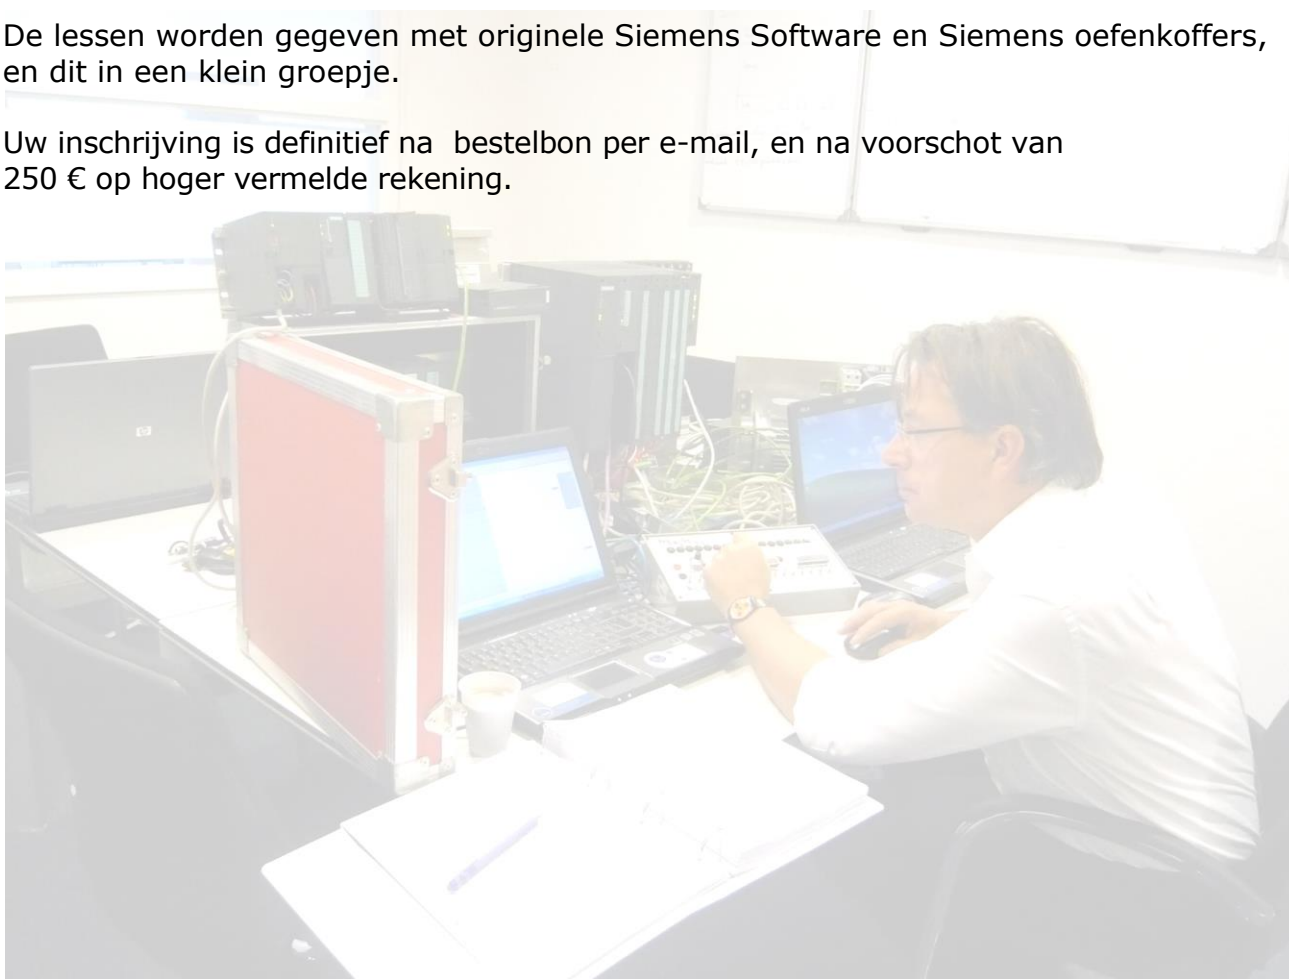 De lessen worden gegeven met originele Siemens Software en Siemens oefenkoffers,
en dit in een klein groepje.
Uw inschrijving is definitief na  bestelbon per e-mail, en na voorschot van
250 € op hoger vermelde rekening.